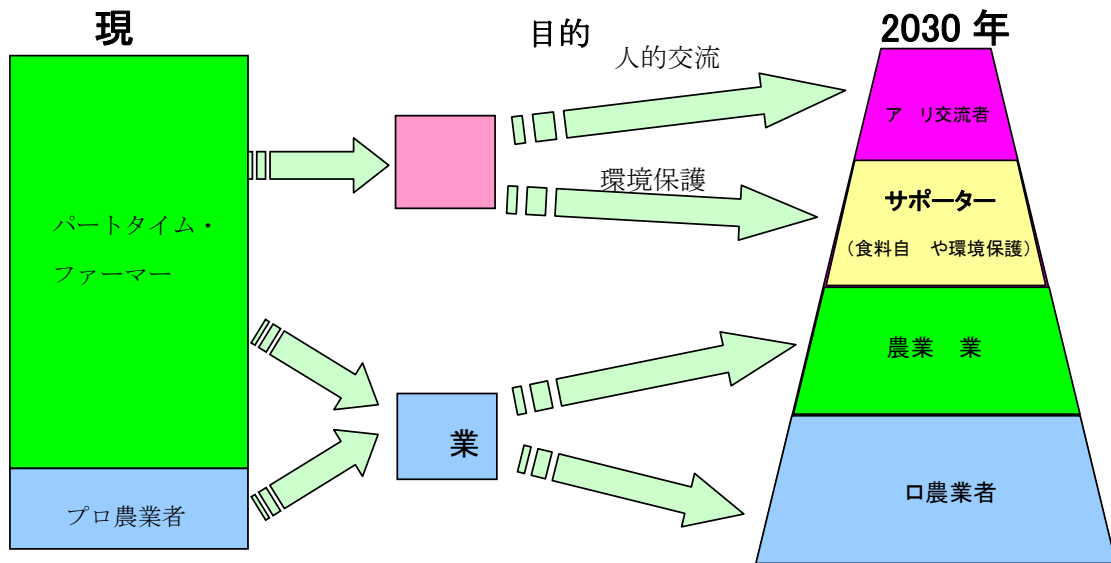 現
目的
2030 年
人的交流
ア リ交流者
環境保護
サポーター
(食料自 や環境保護)
パートタイム・
ファーマー
農業 業
業
プロ農業者
ロ農業者